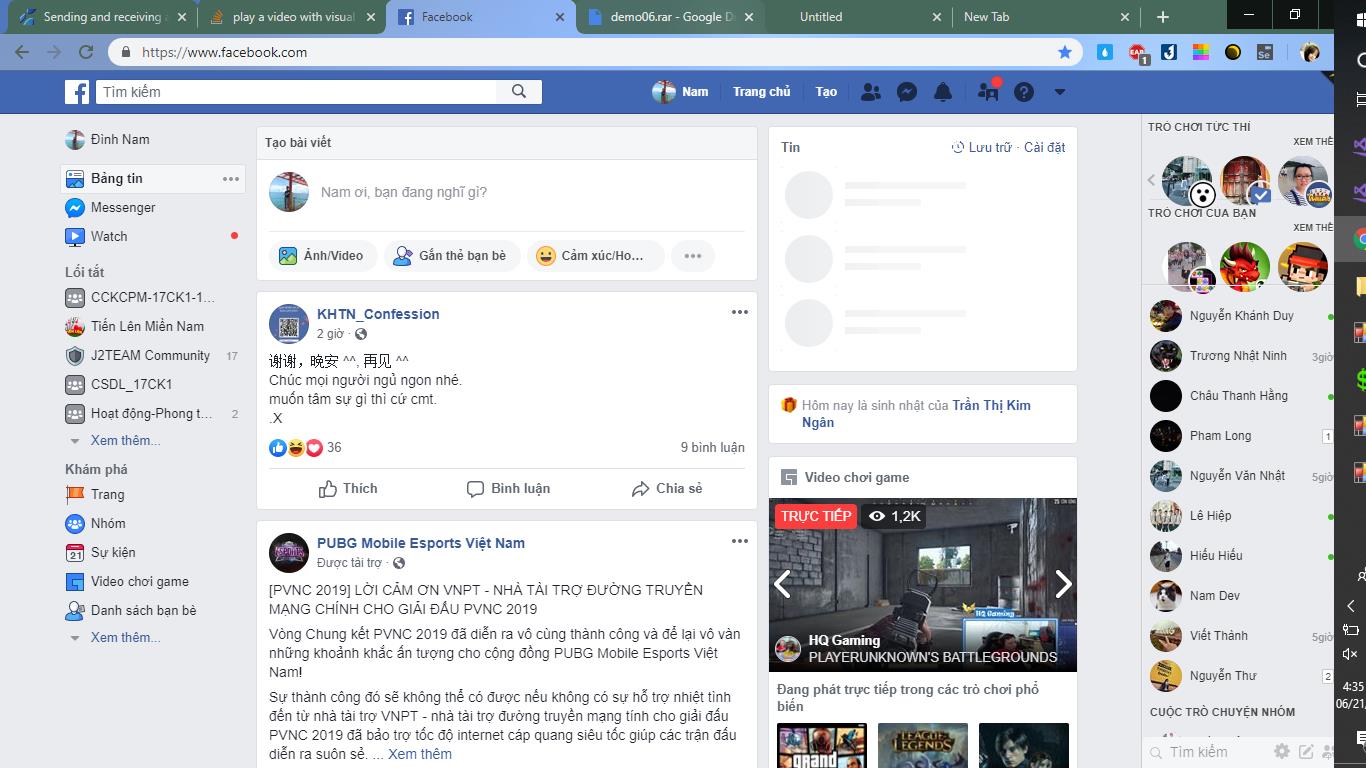 Sending and receiving a
play a video with visual
Facebook
demo06.rar - Google D
Untitled
New Tab
https://www.facebook.com
Tìm kiếm
Nam
Trang chủ
Tạo
Đình Nam
Bảng tin
Messenger
Watch
Lối tắt
CCKCPM-17CK1-1...
Tiến Lên Miền Nam
J2TEAM Community 17
CSDL_17CK1
Hoạt động-Phong t... 2
Xem thêm...
Khám phá
Trang
Nhóm
Sự kiện
Video chơi game
Danh sách bạn bè
Xem thêm...
Tạo bài viết
Nam ơi, bạn đang nghĩ gì?
Ảnh/Video
Gắn thẻ bạn bè
Cảm xúc/Ho...
KHTN_Confession
2 giờ ·
谢谢，晚安 ^^, 再见 ^^
Chúc mọi người ngủ ngon nhé.
muốn tâm sự gì thì cứ cmt.
.X
36
9 bình luận
Thích
Bình luận
Chia sẻ
PUBG Mobile Esports Việt Nam
Được tài trợ ·
[PVNC 2019] LỜI CẢM ƠN VNPT - NHÀ TÀI TRỢ ĐƯỜNG TRUYỀN
MẠNG CHÍNH CHO GIẢI ĐẤU PVNC 2019
Vòng Chung kết PVNC 2019 đã diễn ra vô cùng thành công và để lại vô vàn
những khoảnh khắc ấn tượng cho cộng đồng PUBG Mobile Esports Việt
Nam!
Sự thành công đó sẽ không thể có được nếu không có sự hỗ trợ nhiệt tình
đến từ nhà tài trợ VNPT - nhà tài trợ đường truyền mạng tính cho giải đấu
PVNC 2019 đã bảo trợ tốc độ internet cáp quang siêu tốc giúp các trận đấu
diễn ra suôn sẻ. ... Xem thêm
Tin
Lưu trữ · Cài đặt
Hôm nay là sinh nhật của Trần Thị Kim
Ngân
Video chơi game
TRỰC TIẾP
1,2K
HQ Gaming
HQ Gaming
PLAYERUNKNOWN'S BATTLEGROUNDS
Đang phát trực tiếp trong các trò chơi phổ
biến
GRAND
LEAGUE
LEGENDS
TRÒ CHƠI TỨC THÌ
XEM THÊ
TRÒ CHƠI CỦA BẠN
XEM THÊ
Nguyễn Khánh Duy
Trương Nhật Ninh 3giờ
Châu Thanh Hằng
Pham Long 1
Nguyễn Văn Nhật 5giờ
Lê Hiệp
Hiếu Hiếu
Nam Dev
Viết Thành 5giờ
Nguyễn Thư 2
CUỘC TRÒ CHUYỆN NHÓM
Tìm kiếm
4:35
06/21/